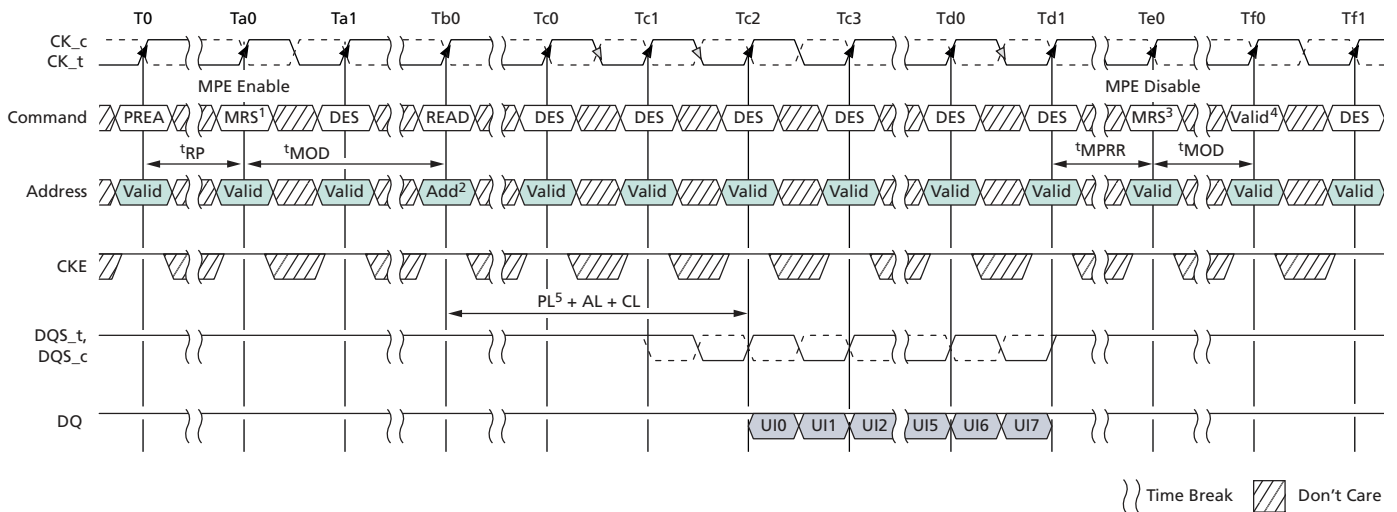 T0 Ta0 Ta1 Tb0 Tc0 Tc1 Tc2 Tc3 Td0 Td1 Te0 Tf0 Tf1
CK_c
CK_t
MPE Enable MPE Disable
Command PREA MRS¹ DES READ DES DES DES DES DES DES MRS³ Valid⁴ DES
tRP tMOD tMPRR tMOD
Address Valid Valid Valid Add² Valid Valid Valid Valid Valid Valid Valid Valid Valid
CKE
PL⁵ + AL + CL
DQS_t,
DQS_c
DQ UI0 UI1 UI2 UI5 UI6 UI7
Time Break Don't Care